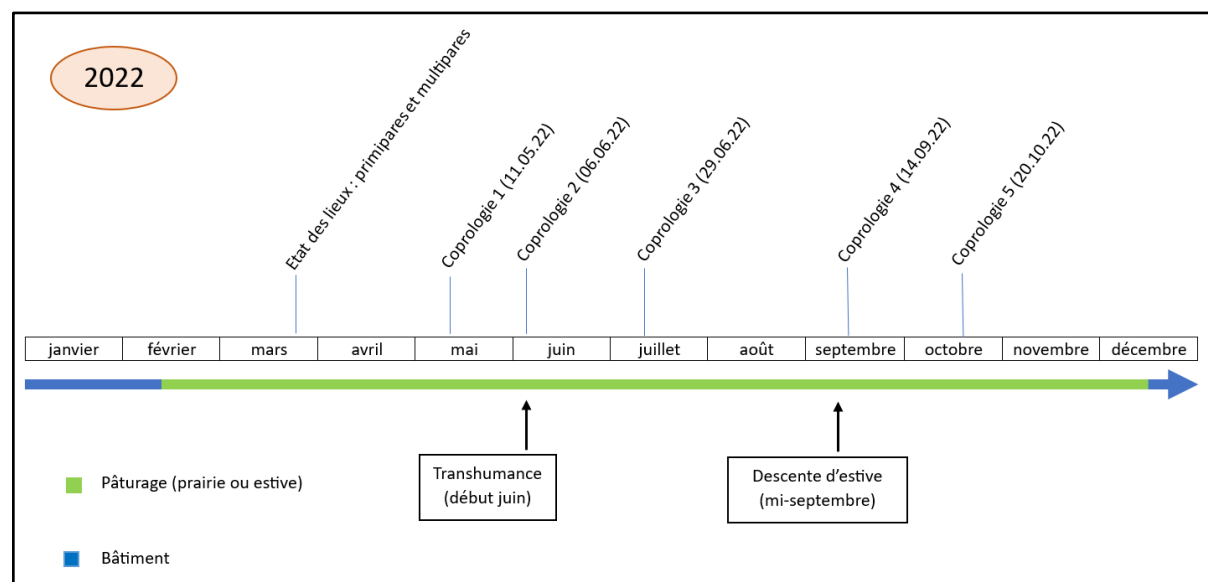 2022
Etat des lieux : primipares et multipares
Coprologie 1 (11.05.22)
Coprologie 2 (06.06.22)
Coprologie 3 (29.06.22)
Coprologie 4 (14.09.22)
Coprologie 5 (20.10.22)
janvier février mars avril mai juin juillet août septembre octobre novembre décembre
Transhumance
(début juin)
Descente d'estive
(mi-septembre)
Pâturage (prairie ou estive)
Bâtiment